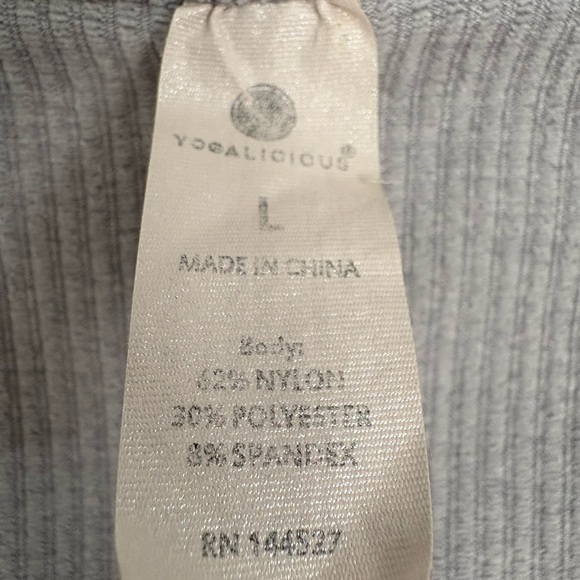 YOGALICIOUS®
L
MADE IN CHINA
Body:
62% NYLON
30% POLYESTER
8% SPANDEX
RN 144527